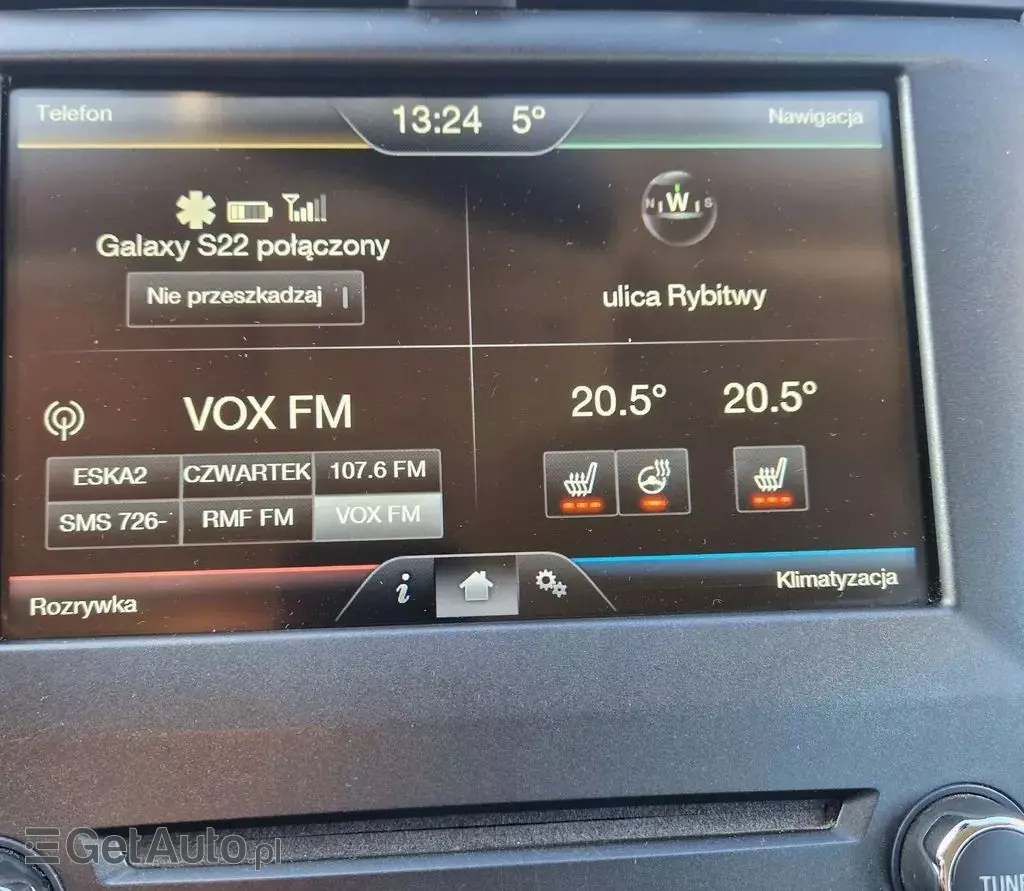 Telefon
13:24 5°
Nawigacja
Galaxy S22 połączony
Nie przeszkadzaj
N W S
ulica Rybitwy
VOX FM
ESKA2 CZWARTEK 107.6 FM
SMS 726- RMF FM VOX FM
20.5° 20.5°
Rozrywka
i
Klimatyzacja
GetAuto.pl
TUNE